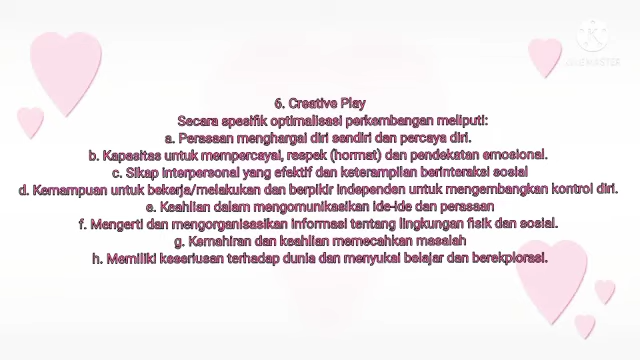 6. Creative Play
Secara spesifik optimalisasi perkembangan meliputi:
a. Perasaan menghargai diri sendiri dan percaya diri.
b. Kapasitas untuk mempercayai, respek (hormat) dan pendekatan emosional.
c. Sikap interpersonal yang efektif dan keterampilan berinteraksi sosial
d. Kemampuan untuk bekerja/melakukan dan berpikir independen untuk mengembangkan kontrol diri.
e. Keahlian dalam mengomunikasikan ide-ide dan perasaan
f. Mengerti dan mengorganisasikan informasi tentang lingkungan fisik dan sosial.
g. Kemahiran dan keahlian memecahkan masalah
h. Memiliki keseriusan terhadap dunia dan menyukai belajar dan berekplorasi.